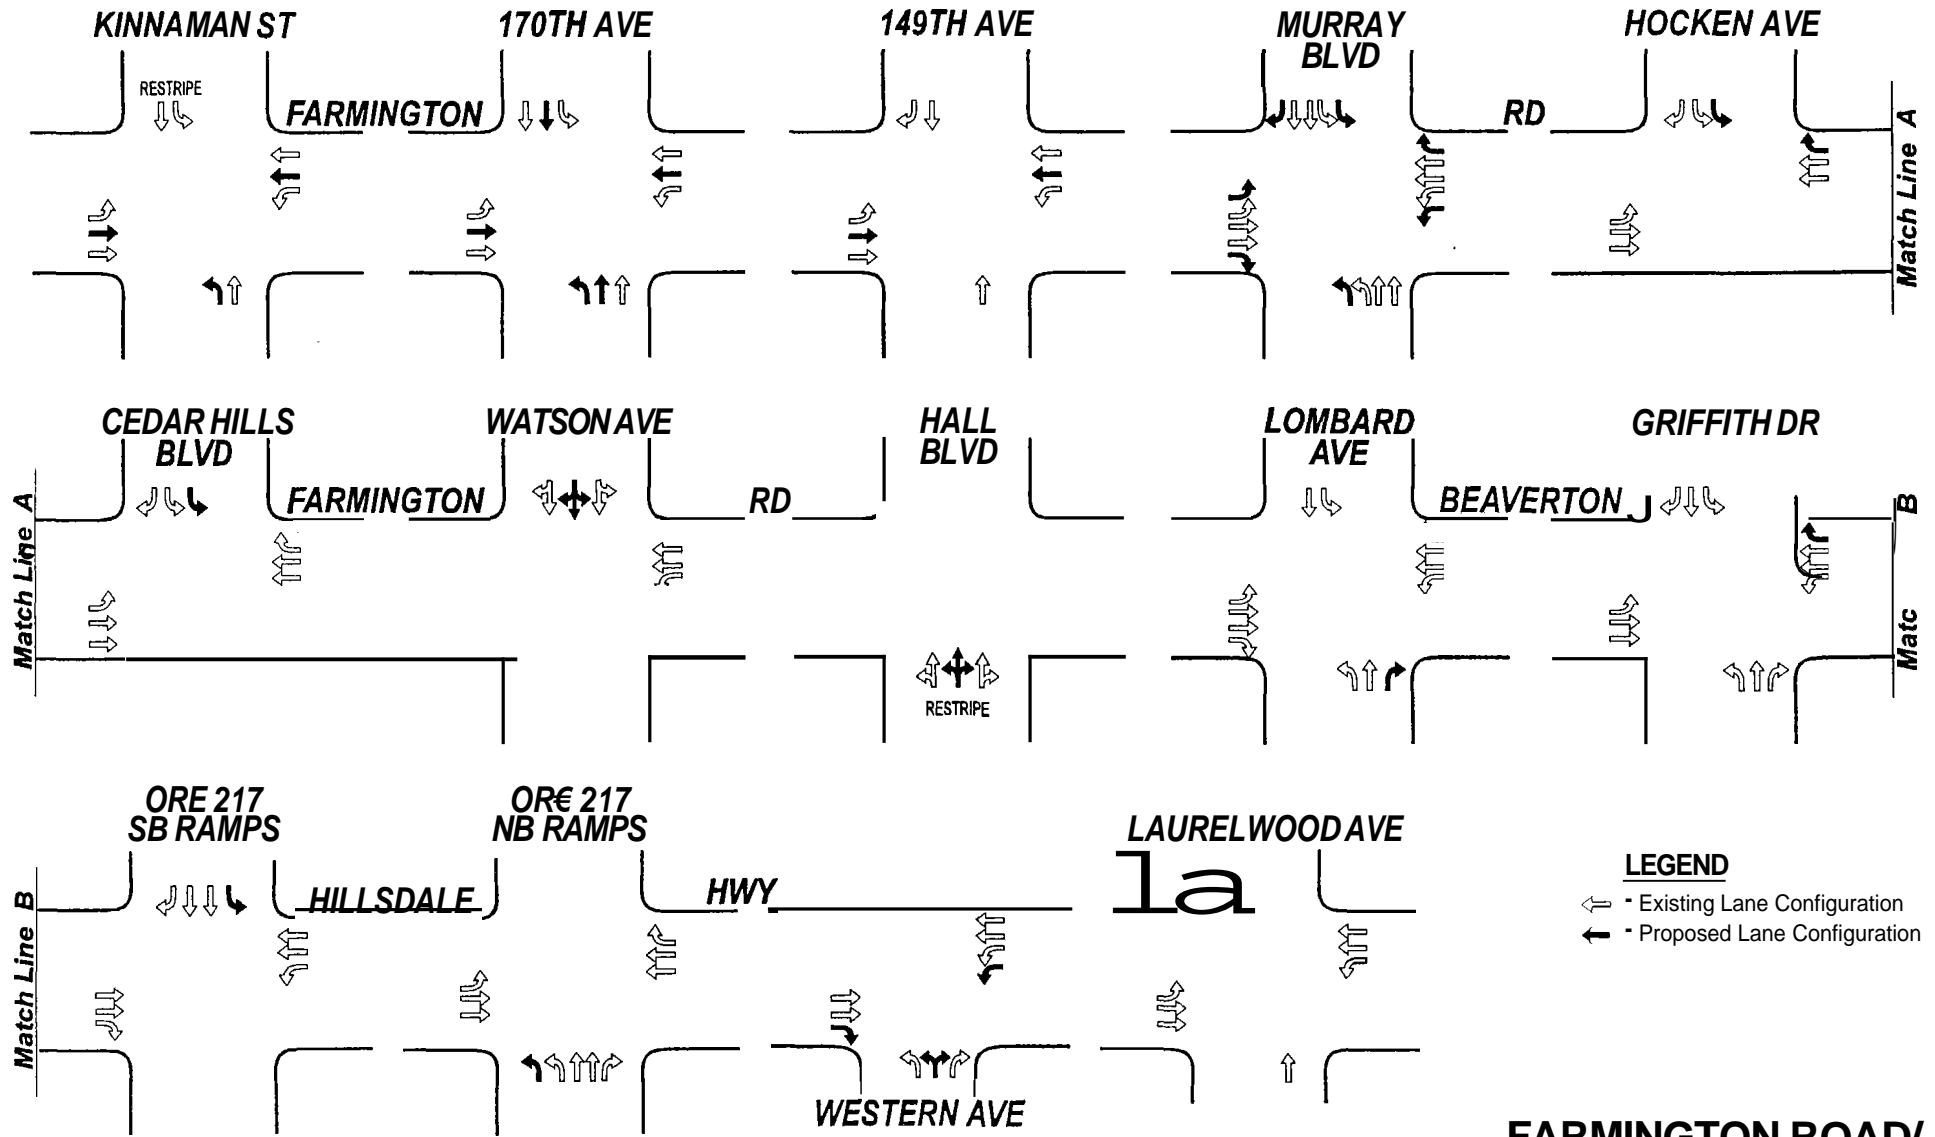 KINNAMAN ST
170TH AVE
149TH AVE
MURRAY
BLVD
HOCKEN AVE
RESTRIPE
FARMINGTON
RD
Match Line A
CEDAR HILLS
BLVD
WATSON AVE
HALL
BLVD
LOMBARD
AVE
GRIFFITH DR
Match Line A
FARMINGTON
RD
BEAVERTON
B
Matc
RESTRIPE
ORE 217
SB RAMPS
OR€ 217
NB RAMPS
LAURELWOOD AVE
Match Line B
HILLSDALE
HWY
la
WESTERN AVE
LEGEND
- Existing Lane Configuration
- Proposed Lane Configuration
FARMINGTON ROAD/